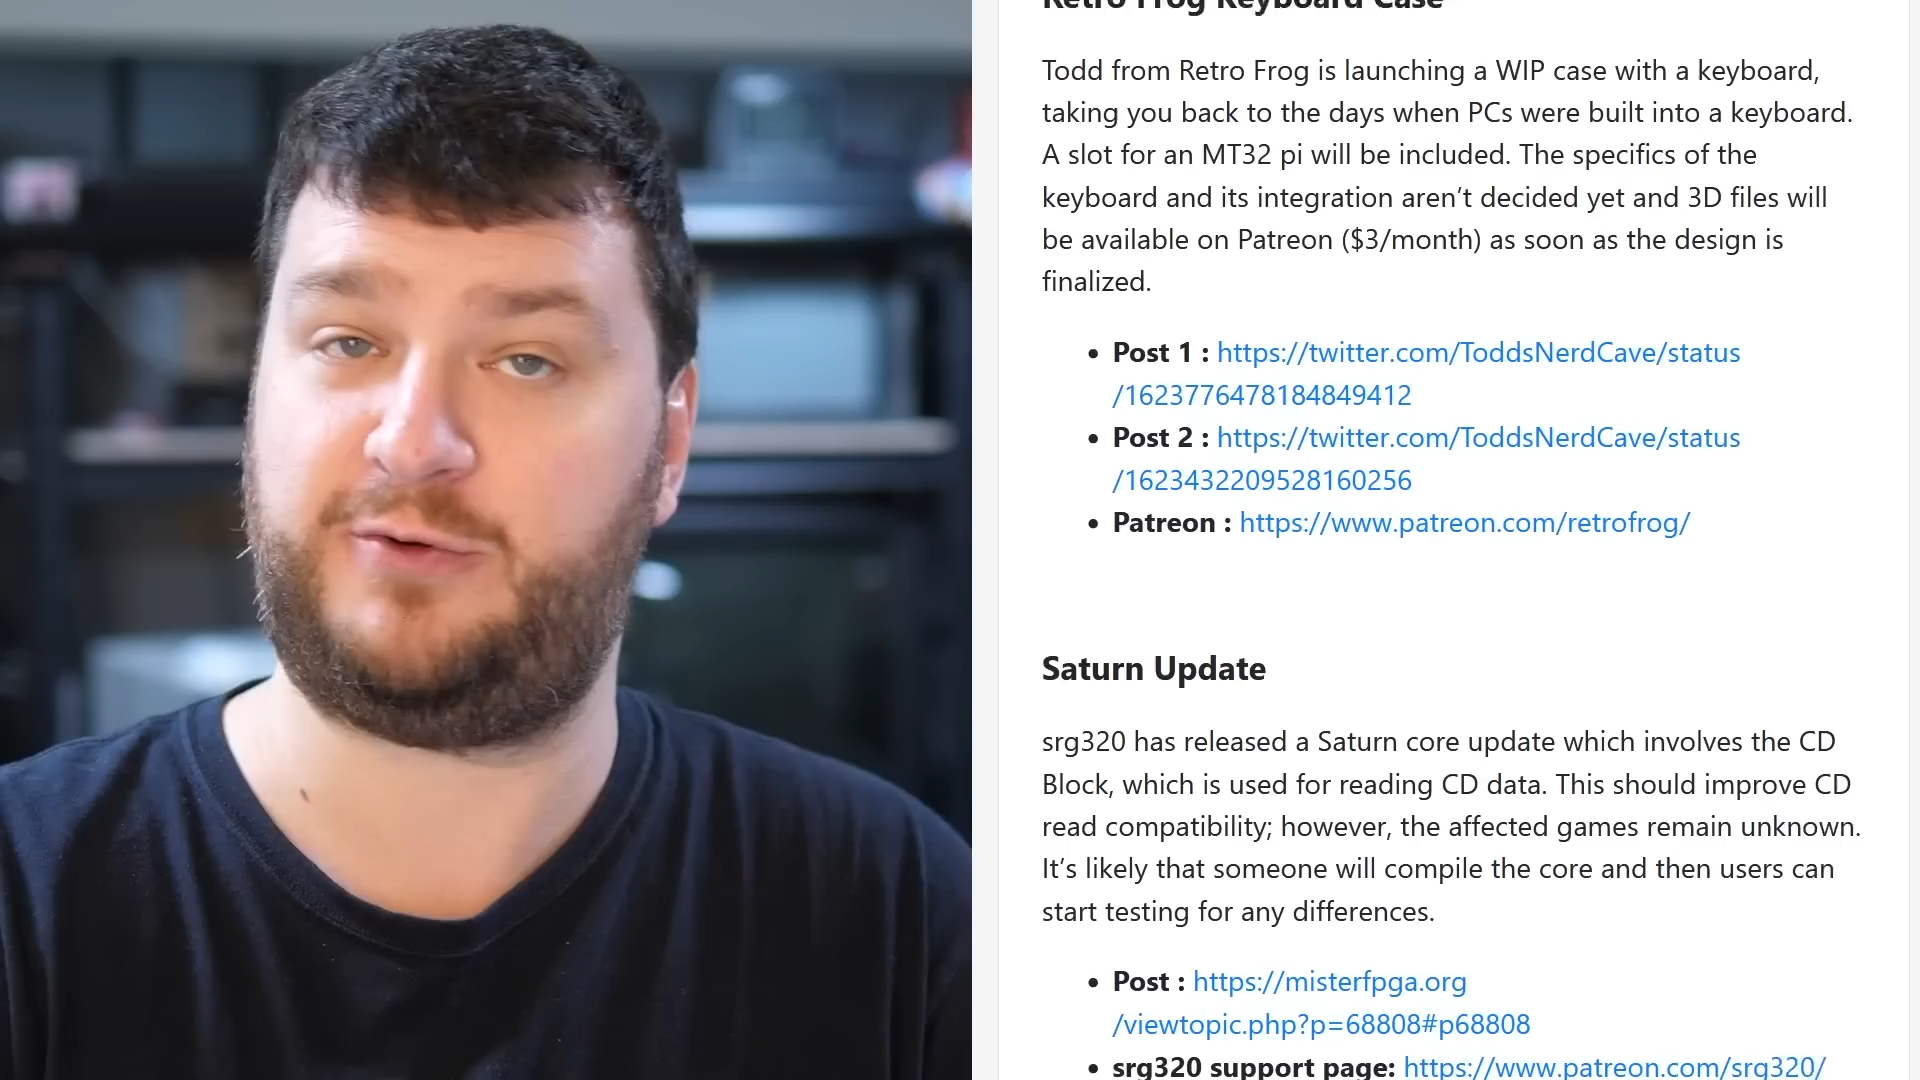 Retro Frog Keyboard Case
Todd from Retro Frog is launching a WIP case with a keyboard,
taking you back to the days when PCs were built into a keyboard.
A slot for an MT32 pi will be included. The specifics of the
keyboard and its integration aren’t decided yet and 3D files will
be available on Patreon ($3/month) as soon as the design is
finalized.
• Post 1 : https://twitter.com/ToddsNerdCave/status
/1623776478184849412
• Post 2 : https://twitter.com/ToddsNerdCave/status
/1623432209528160256
• Patreon : https://www.patreon.com/retrofrog/
Saturn Update
srg320 has released a Saturn core update which involves the CD
Block, which is used for reading CD data. This should improve CD
read compatibility; however, the affected games remain unknown.
It’s likely that someone will compile the core and then users can
start testing for any differences.
• Post : https://misterfpga.org
/viewtopic.php?p=68808#p68808
• srg320 support page: https://www.patreon.com/srg320/